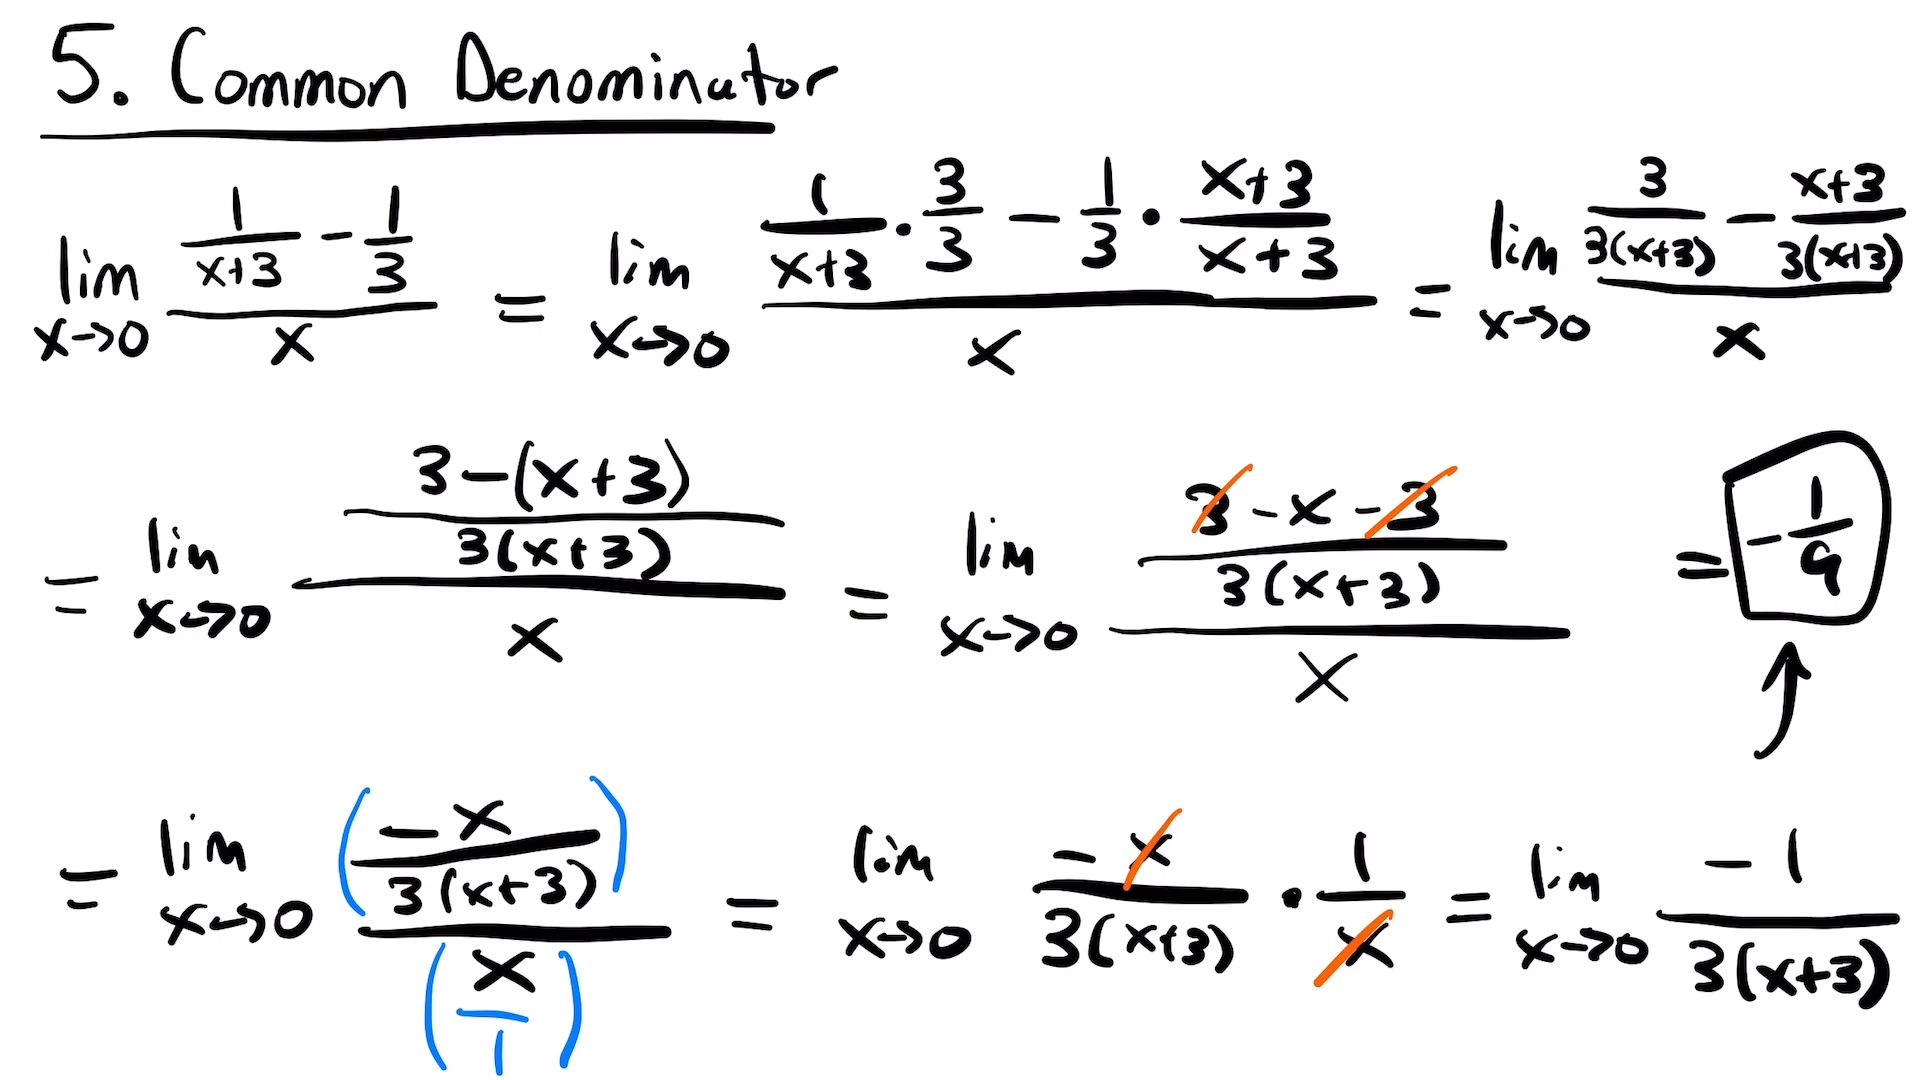 5. Common Denominator
lim x→0 (1/(x+3) - 1/3)/x = lim x→0 (1/(x+3) · 3/3 - 1/3 · (x+3)/(x+3))/x = lim x→0 (3/(3(x+3)) - (x+3)/(3(x+3)))/x
= lim x→0 ((3-(x+3))/(3(x+3)))/x = lim x→0 ((3-x-3)/(3(x+3)))/x = -1/9
= lim x→0 (-x/(3(x+3)))/(x/1) = lim x→0 -x/(3(x+3)) · 1/x = lim x→0 -1/(3(x+3))